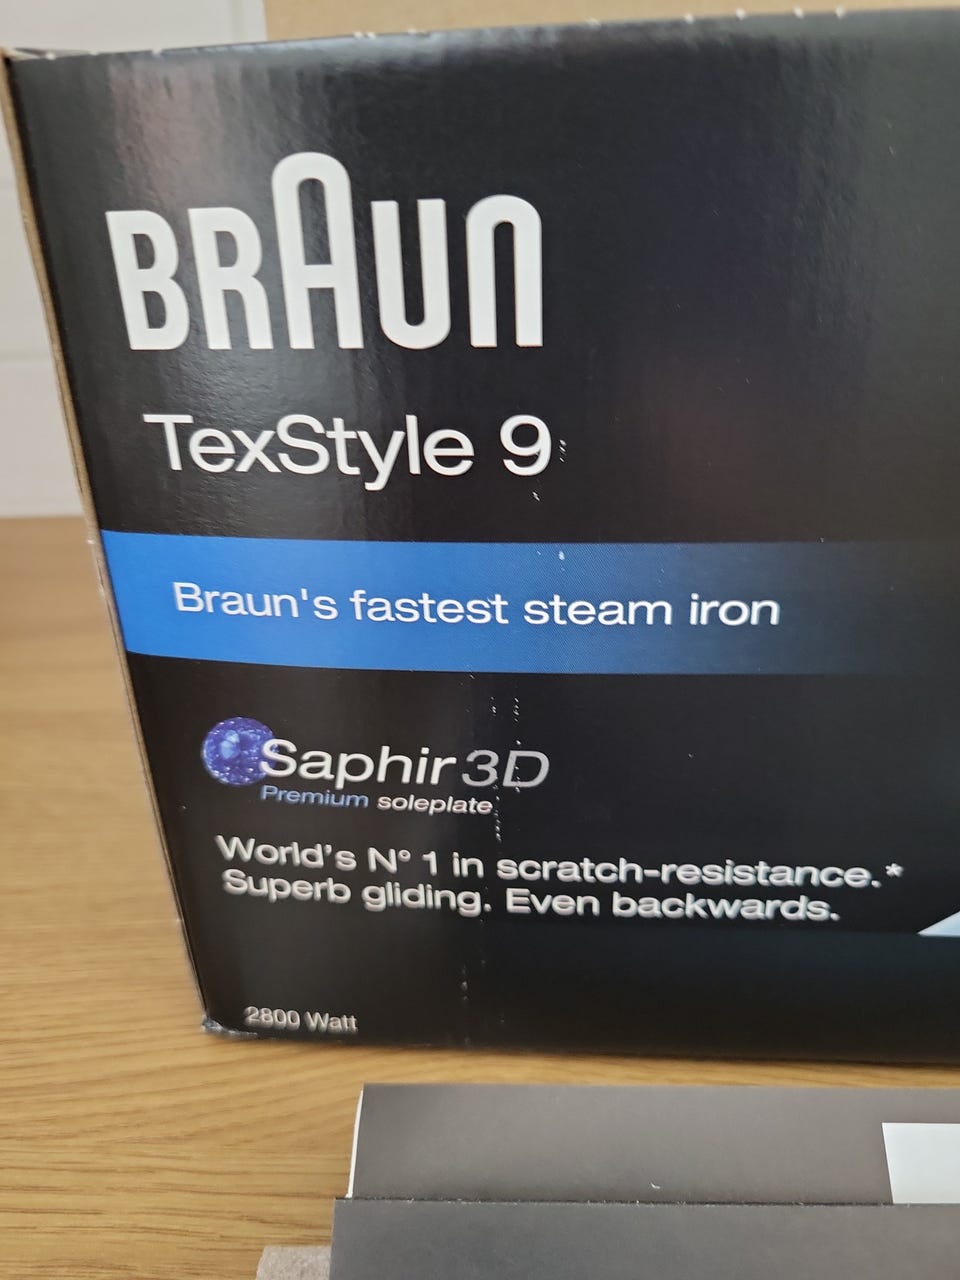 BRAUN
TexStyle 9
Braun's fastest steam iron
Saphir 3D
Premium soleplate
World's N° 1 in scratch-resistance.*
Superb gliding. Even backwards.
2800 Watt